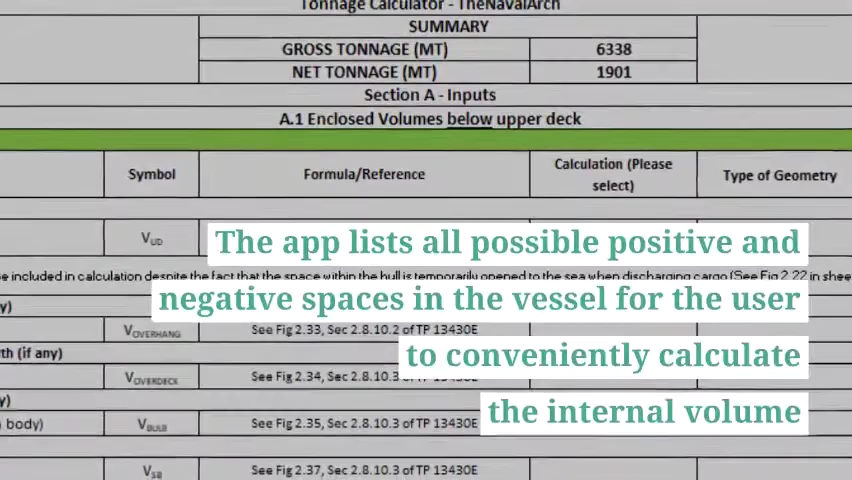 Tonnage Calculator - TheNavalArch
SUMMARY
GROSS TONNAGE (MT) 6338
NET TONNAGE (MT) 1901
Section A - Inputs
A.1 Enclosed Volumes below upper deck
Symbol Formula/Reference Calculation (Please select) Type of Geometry
VUD
The app lists all possible positive and
e included in calculation despite the fact that the space within the hull is temporarily opened to the sea when discharging cargo (See Fig 2.22 in shee
negative spaces in the vessel for the user
y)
VOVERHANG See Fig 2.33, Sec 2.8.10.2 of TP 13430E
to conveniently calculate
th (if any)
VOVERDECK See Fig 2.34, Sec 2.8.10.3 of TP 13430E
y)
the internal volume
body) VBULB See Fig 2.35, Sec 2.8.10.3 of TP 13430E
VSB See Fig 2.37, Sec 2.8.10.3 of TP 13430E